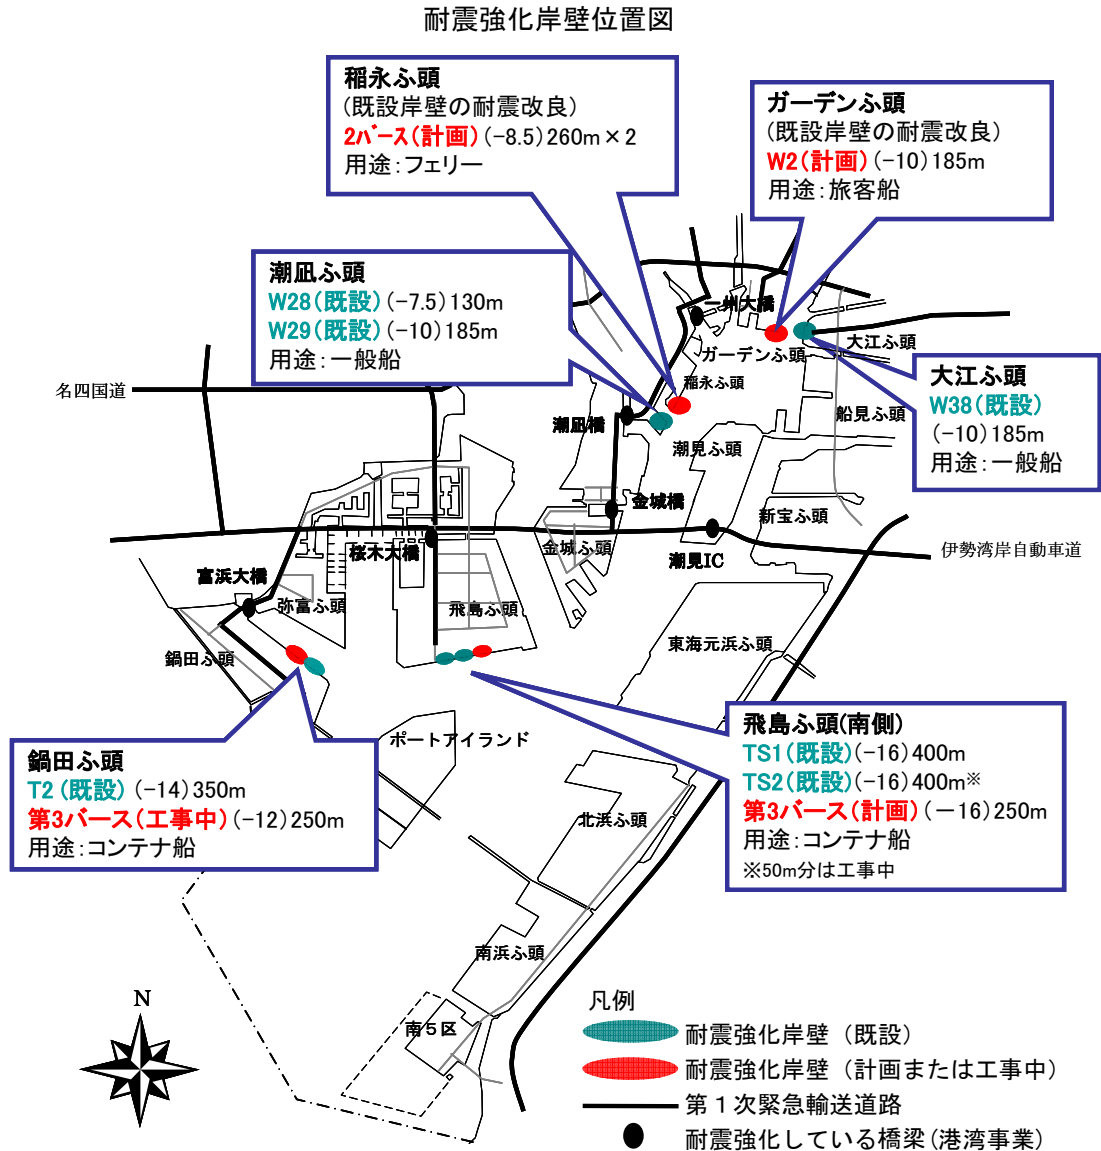 耐震強化岸壁位置図
稲永ふ頭
(既設岸壁の耐震改良)
2バース(計画)(-8.5)260m×2
用途:フェリー
ガーデンふ頭
(既設岸壁の耐震改良)
W2(計画)(-10)185m
用途:旅客船
潮凪ふ頭
W28(既設)(-7.5)130m
W29(既設)(-10)185m
用途:一般船
一州大橋
ガーデンふ頭
大江ふ頭
大江ふ頭
W38(既設)
(-10)185m
用途:一般船
名四国道
稲永ふ頭
船見ふ頭
潮凪橋
潮見ふ頭
金城橋
新宝ふ頭
桜木大橋
金城ふ頭
潮見IC
伊勢湾岸自動車道
富浜大橋
弥富ふ頭
飛島ふ頭
鍋田ふ頭
東海元浜ふ頭
ポートアイランド
鍋田ふ頭
T2(既設)(-14)350m
第3バース(工事中)(-12)250m
用途:コンテナ船
飛島ふ頭(南側)
TS1(既設)(-16)400m
TS2(既設)(-16)400m※
第3バース(計画)(-16)250m
用途:コンテナ船
※50m分は工事中
北浜ふ頭
南浜ふ頭
南5区
N
凡例
耐震強化岸壁(既設)
耐震強化岸壁(計画または工事中)
第1次緊急輸送道路
耐震強化している橋梁(港湾事業)